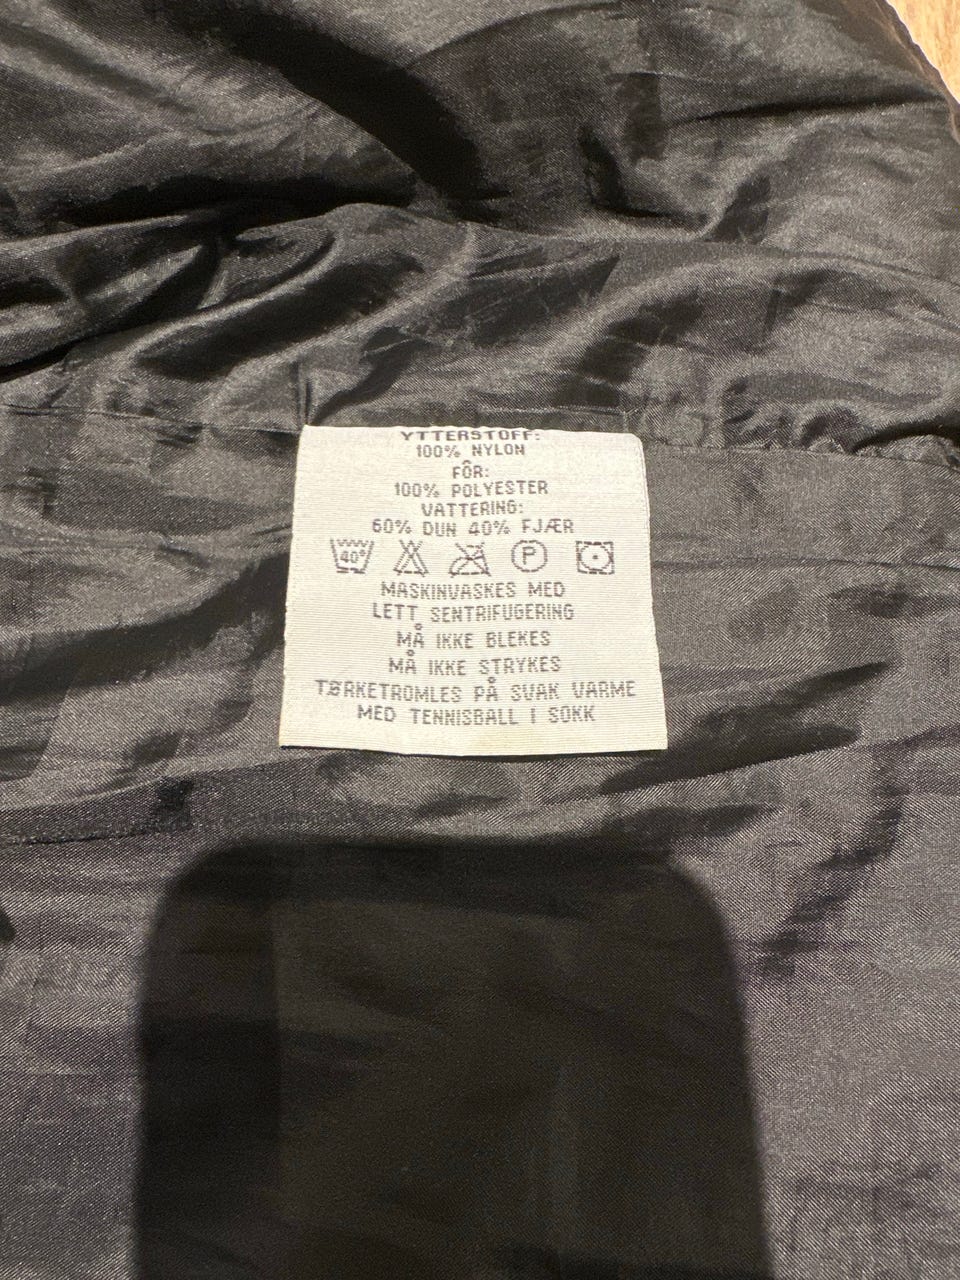 YTTERSTOFF:
100% NYLON
FÔR:
100% POLYESTER
VATTERING:
60% DUN 40% FJÆR
40° P
MASKINVASKES MED
LETT SENTRIFUGERING
MÅ IKKE BLEKES
MÅ IKKE STRYKES
TØRKETROMLES PÅ SVAK VARME
MED TENNISBALL I SOKK